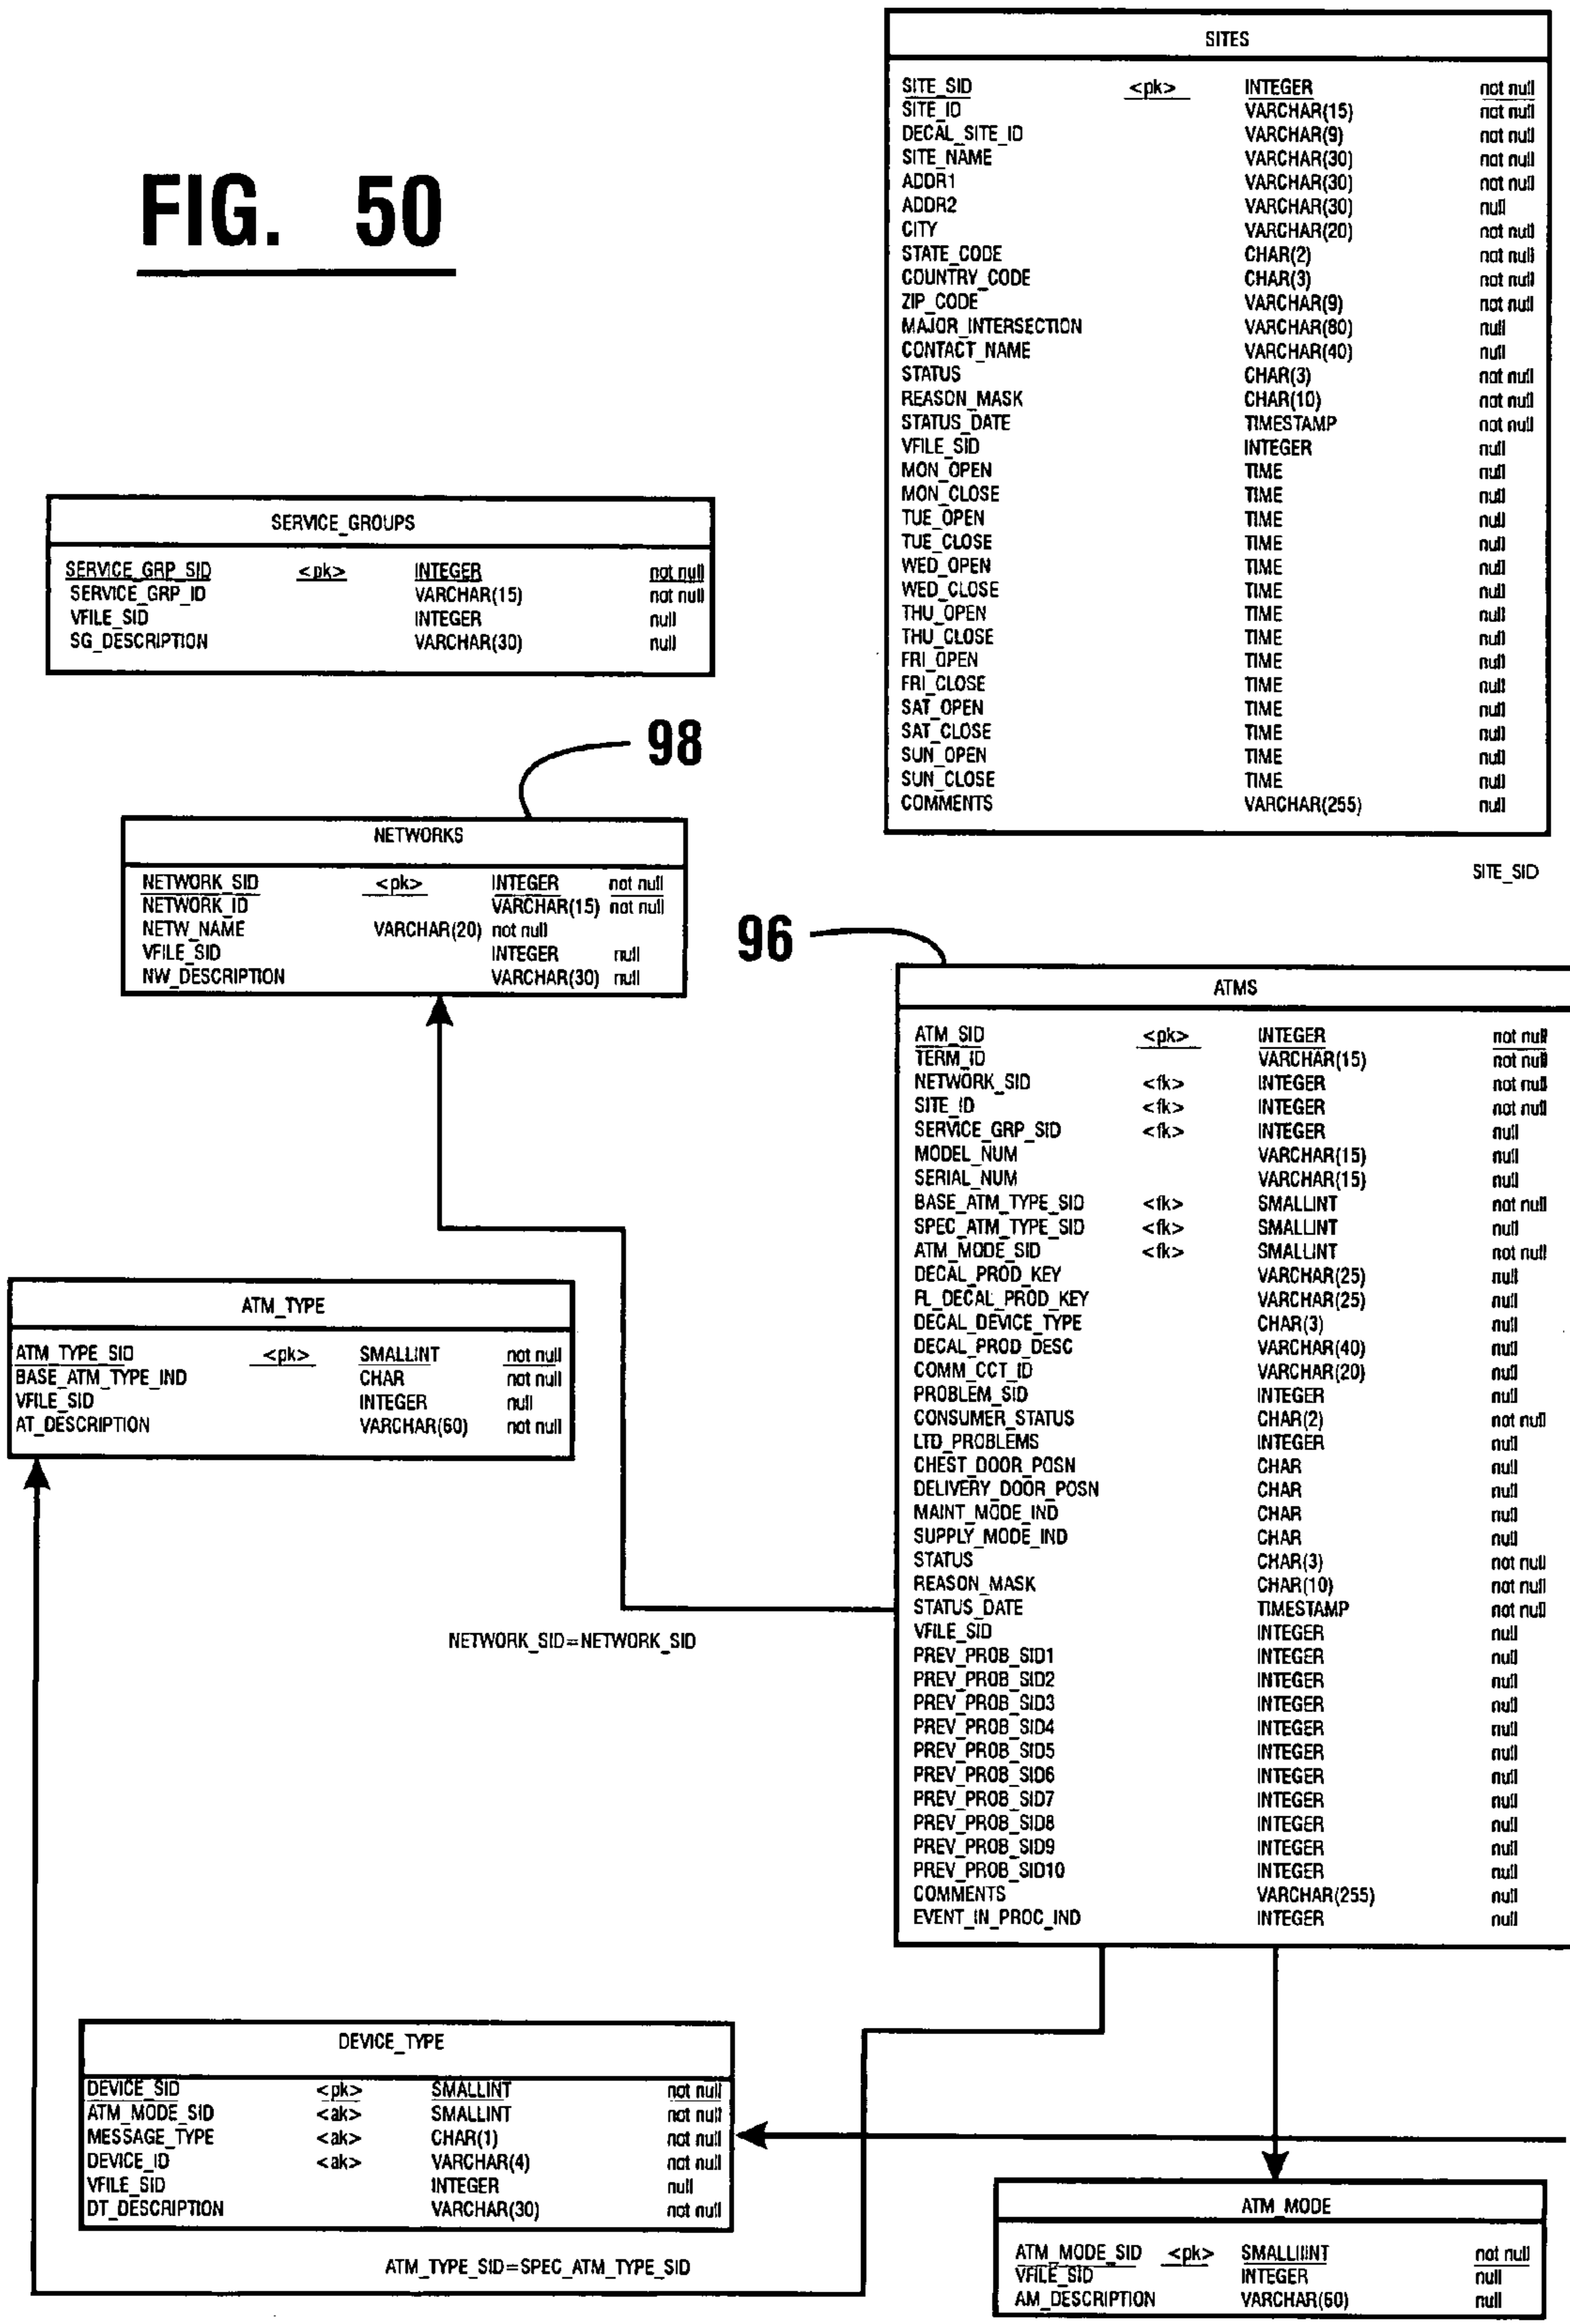 FIG. 50
SITES
SITE_SID <pk> INTEGER not null
SITE_ID VARCHAR(15) not null
DECAL_SITE_ID VARCHAR(9) not null
SITE_NAME VARCHAR(30) not null
ADDR1 VARCHAR(30) not null
ADDR2 VARCHAR(30) null
CITY VARCHAR(20) not null
STATE_CODE CHAR(2) not null
COUNTRY_CODE CHAR(3) not null
ZIP_CODE VARCHAR(9) not null
MAJOR_INTERSECTION VARCHAR(80) null
CONTACT_NAME VARCHAR(40) null
STATUS CHAR(3) not null
REASON_MASK CHAR(10) not null
STATUS_DATE TIMESTAMP not null
VFILE_SID INTEGER null
MON_OPEN TIME null
MON_CLOSE TIME null
TUE_OPEN TIME null
TUE_CLOSE TIME null
WED_OPEN TIME null
WED_CLOSE TIME null
THU_OPEN TIME null
THU_CLOSE TIME null
FRI_OPEN TIME null
FRI_CLOSE TIME null
SAT_OPEN TIME null
SAT_CLOSE TIME null
SUN_OPEN TIME null
SUN_CLOSE TIME null
COMMENTS VARCHAR(255) null
SITE_SID
SERVICE_GROUPS
SERVICE_GRP_SID <pk> INTEGER not null
SERVICE_GRP_ID VARCHAR(15) not null
VFILE_SID INTEGER null
SG_DESCRIPTION VARCHAR(30) null
98
NETWORKS
NETWORK_SID <pk> INTEGER not null
NETWORK_ID VARCHAR(15) not null
NETW_NAME VARCHAR(20) not null
VFILE_SID INTEGER null
NW_DESCRIPTION VARCHAR(30) null
96
ATMS
ATM_SID <pk> INTEGER not null
TERM_ID VARCHAR(15) not null
NETWORK_SID <fk> INTEGER not null
SITE_ID <fk> INTEGER not null
SERVICE_GRP_SID <fk> INTEGER null
MODEL_NUM VARCHAR(15) null
SERIAL_NUM VARCHAR(15) null
BASE_ATM_TYPE_SID <fk> SMALLINT not null
SPEC_ATM_TYPE_SID <fk> SMALLINT null
ATM_MODE_SID <fk> SMALLINT not null
DECAL_PROD_KEY VARCHAR(25) null
FL_DECAL_PROD_KEY VARCHAR(25) null
DECAL_DEVICE_TYPE CHAR(3) null
DECAL_PROD_DESC VARCHAR(40) null
COMM_CCT_ID VARCHAR(20) null
PROBLEM_SID INTEGER null
CONSUMER_STATUS CHAR(2) not null
LTD_PROBLEMS INTEGER null
CHEST_DOOR_POSN CHAR null
DELIVERY_DOOR_POSN CHAR null
MAINT_MODE_IND CHAR null
SUPPLY_MODE_IND CHAR null
STATUS CHAR(3) not null
REASON_MASK CHAR(10) not null
STATUS_DATE TIMESTAMP not null
VFILE_SID INTEGER null
PREV_PROB_SID1 INTEGER null
PREV_PROB_SID2 INTEGER null
PREV_PROB_SID3 INTEGER null
PREV_PROB_SID4 INTEGER null
PREV_PROB_SID5 INTEGER null
PREV_PROB_SID6 INTEGER null
PREV_PROB_SID7 INTEGER null
PREV_PROB_SID8 INTEGER null
PREV_PROB_SID9 INTEGER null
PREV_PROB_SID10 INTEGER null
COMMENTS VARCHAR(255) null
EVENT_IN_PROC_IND INTEGER null
ATM_TYPE
ATM_TYPE_SID <pk> SMALLINT not null
BASE_ATM_TYPE_IND CHAR not null
VFILE_SID INTEGER null
AT_DESCRIPTION VARCHAR(60) not null
NETWORK_SID=NETWORK_SID
DEVICE_TYPE
DEVICE_SID <pk> SMALLINT not null
ATM_MODE_SID <ak> SMALLINT not null
MESSAGE_TYPE <ak> CHAR(1) not null
DEVICE_ID <ak> VARCHAR(4) not null
VFILE_SID INTEGER null
DT_DESCRIPTION VARCHAR(30) not null
ATM_TYPE_SID=SPEC_ATM_TYPE_SID
ATM_MODE
ATM_MODE_SID <pk> SMALLIIINT not null
VFILE_SID INTEGER null
AM_DESCRIPTION VARCHAR(60) null